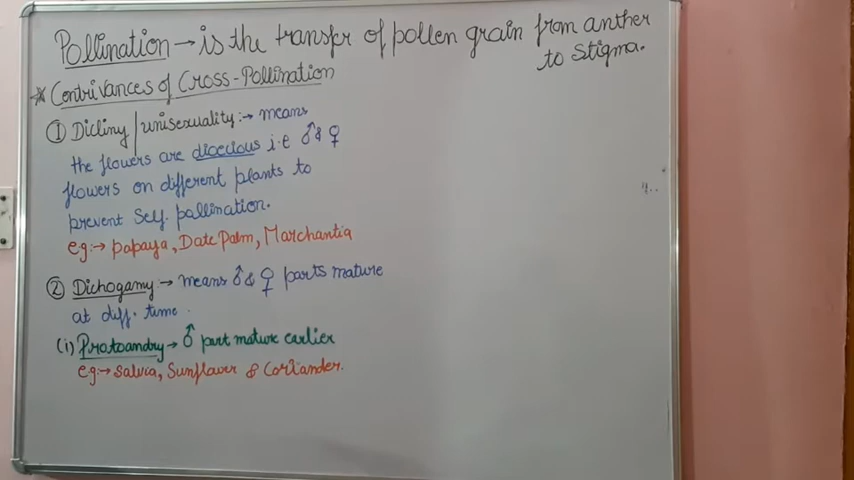 Pollination → is the transfer of pollen grain from anther
to Stigma.
* Contrivances of Cross-Pollination
① Dicliny/unisexuality:→ means
the flowers are dioecious i.e ♂ & ♀
flowers on different plants to
prevent Self pollination.
eg:→ papaya, Date Palm, Marchantia
② Dichogamy → means ♂ & ♀ parts mature
at diff. time.
(i) Protoandry → ♂ part mature earlier
eg:→ Salvia, Sunflower & Coriander.